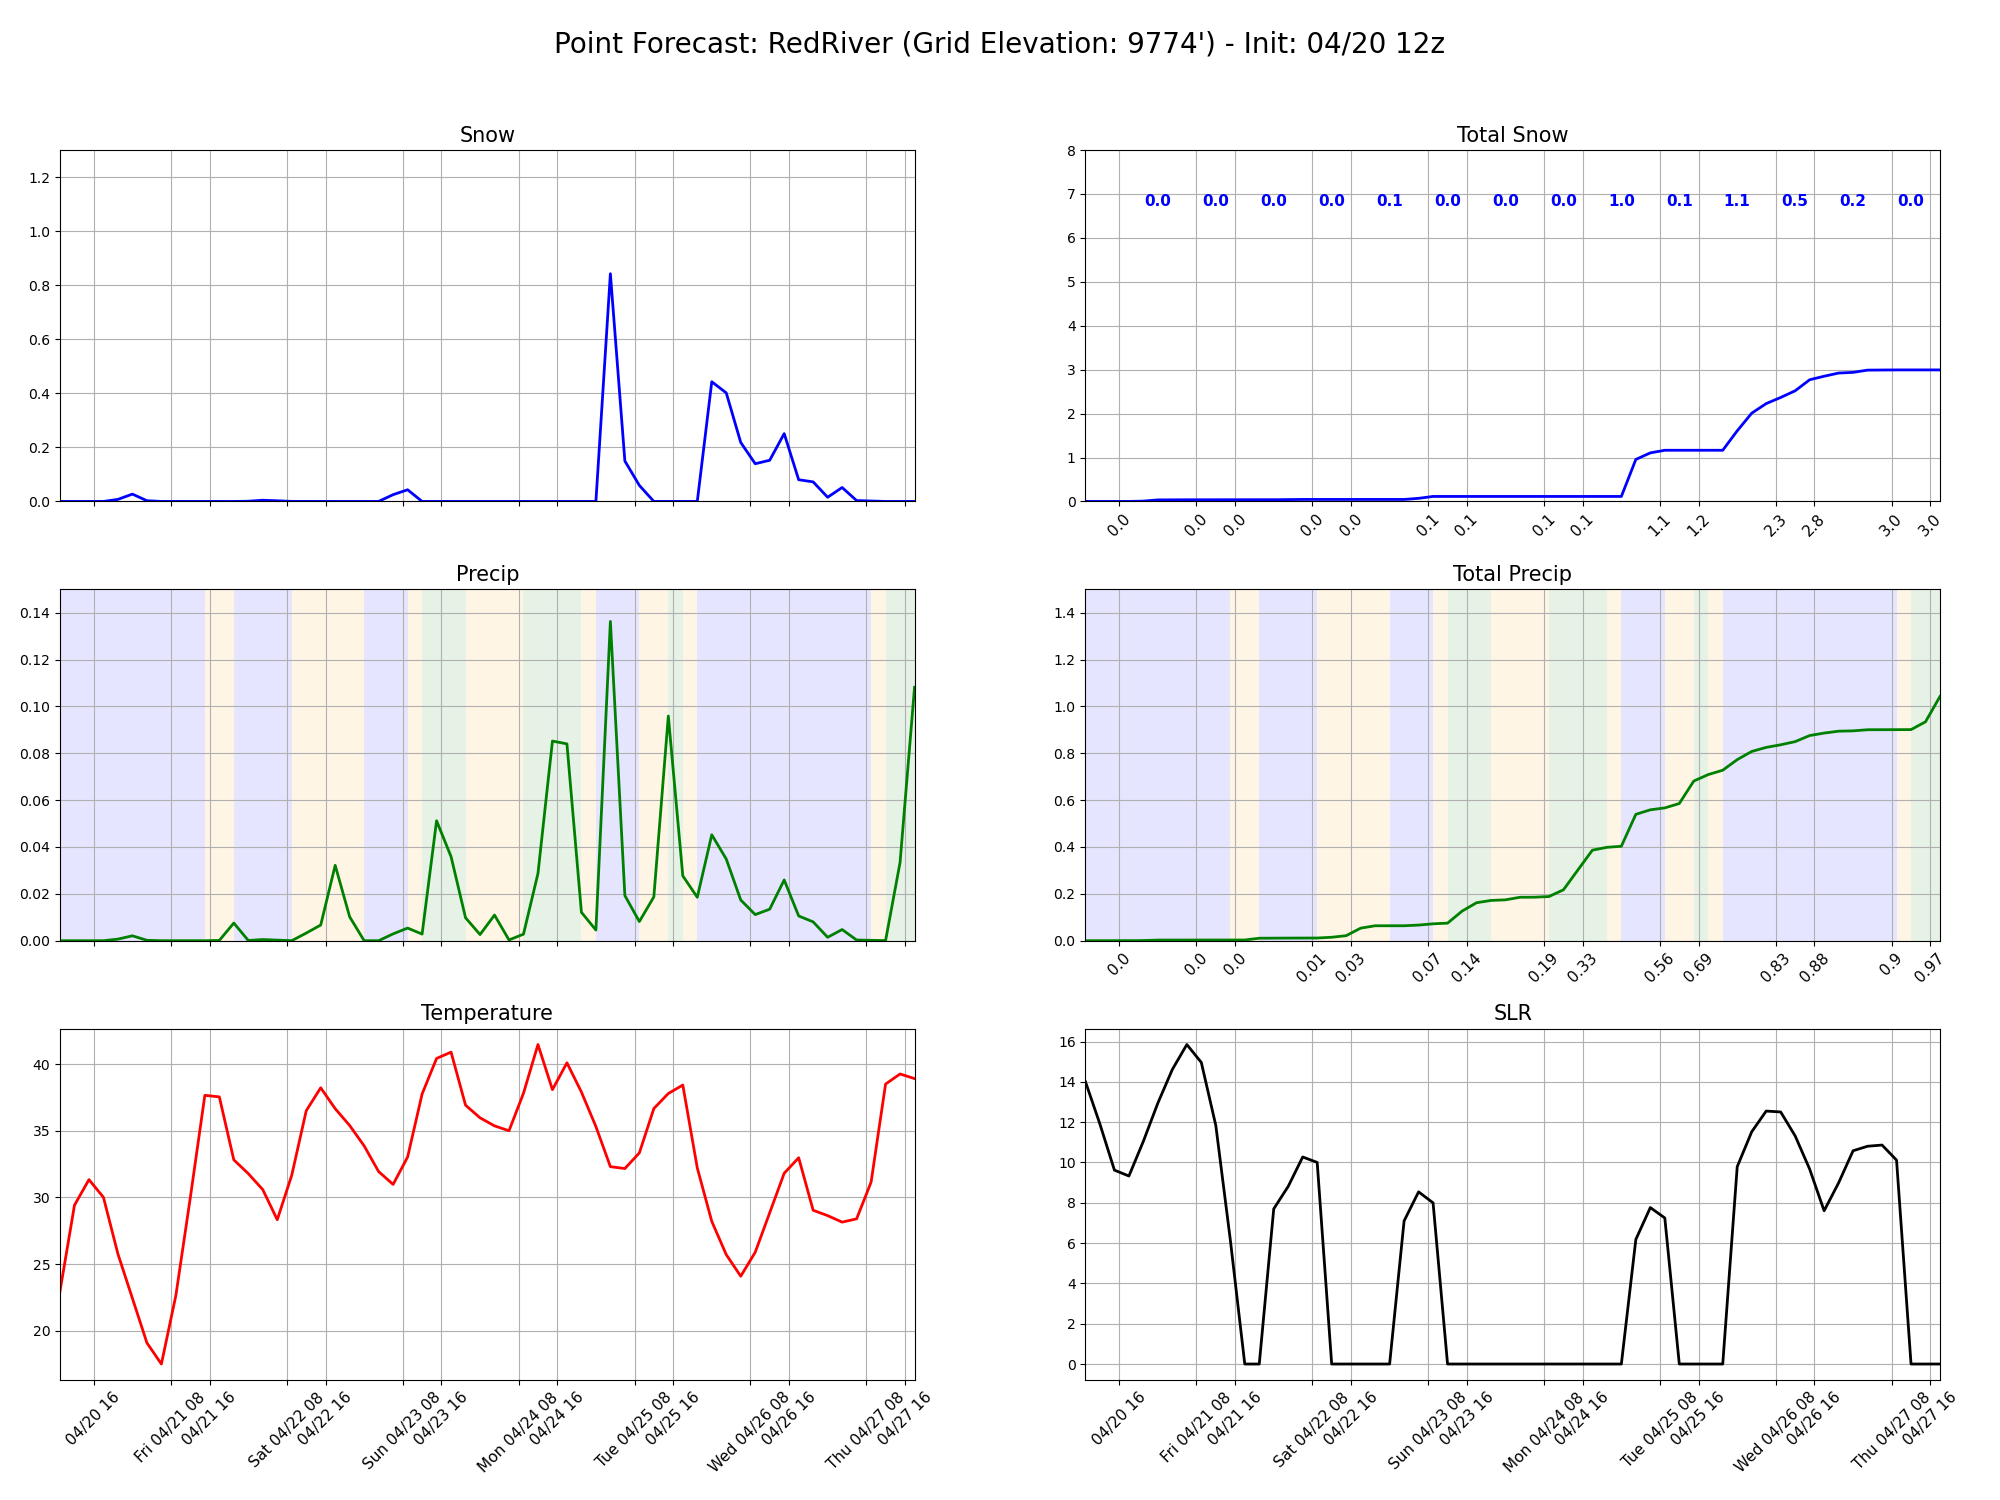 Point Forecast: RedRiver (Grid Elevation: 9774') - Init: 04/20 12z
Snow
1.2
1.0
0.8
0.6
0.4
0.2
0.0
Total Snow
8
7
6
5
4
3
2
1
0
0.0 0.0 0.0 0.0 0.1 0.0 0.0 0.0 1.0 0.1 1.1 0.5 0.2 0.0
0.0 0.0 0.0 0.0 0.0 0.1 0.1 0.1 0.1 1.1 1.2 2.3 2.8 3.0 3.0
Precip
0.14
0.12
0.10
0.08
0.06
0.04
0.02
0.00
Total Precip
1.4
1.2
1.0
0.8
0.6
0.4
0.2
0.0
0.0 0.0 0.0 0.01 0.03 0.07 0.14 0.19 0.33 0.56 0.69 0.83 0.88 0.9 0.97
Temperature
40
35
30
25
20
04/20 16
Fri 04/21 08
04/21 16
Sat 04/22 08
04/22 16
Sun 04/23 08
04/23 16
Mon 04/24 08
04/24 16
Tue 04/25 08
04/25 16
Wed 04/26 08
04/26 16
Thu 04/27 08
04/27 16
SLR
16
14
12
10
8
6
4
2
0
04/20 16
Fri 04/21 08
04/21 16
Sat 04/22 08
04/22 16
Sun 04/23 08
04/23 16
Mon 04/24 08
04/24 16
Tue 04/25 08
04/25 16
Wed 04/26 08
04/26 16
Thu 04/27 08
04/27 16